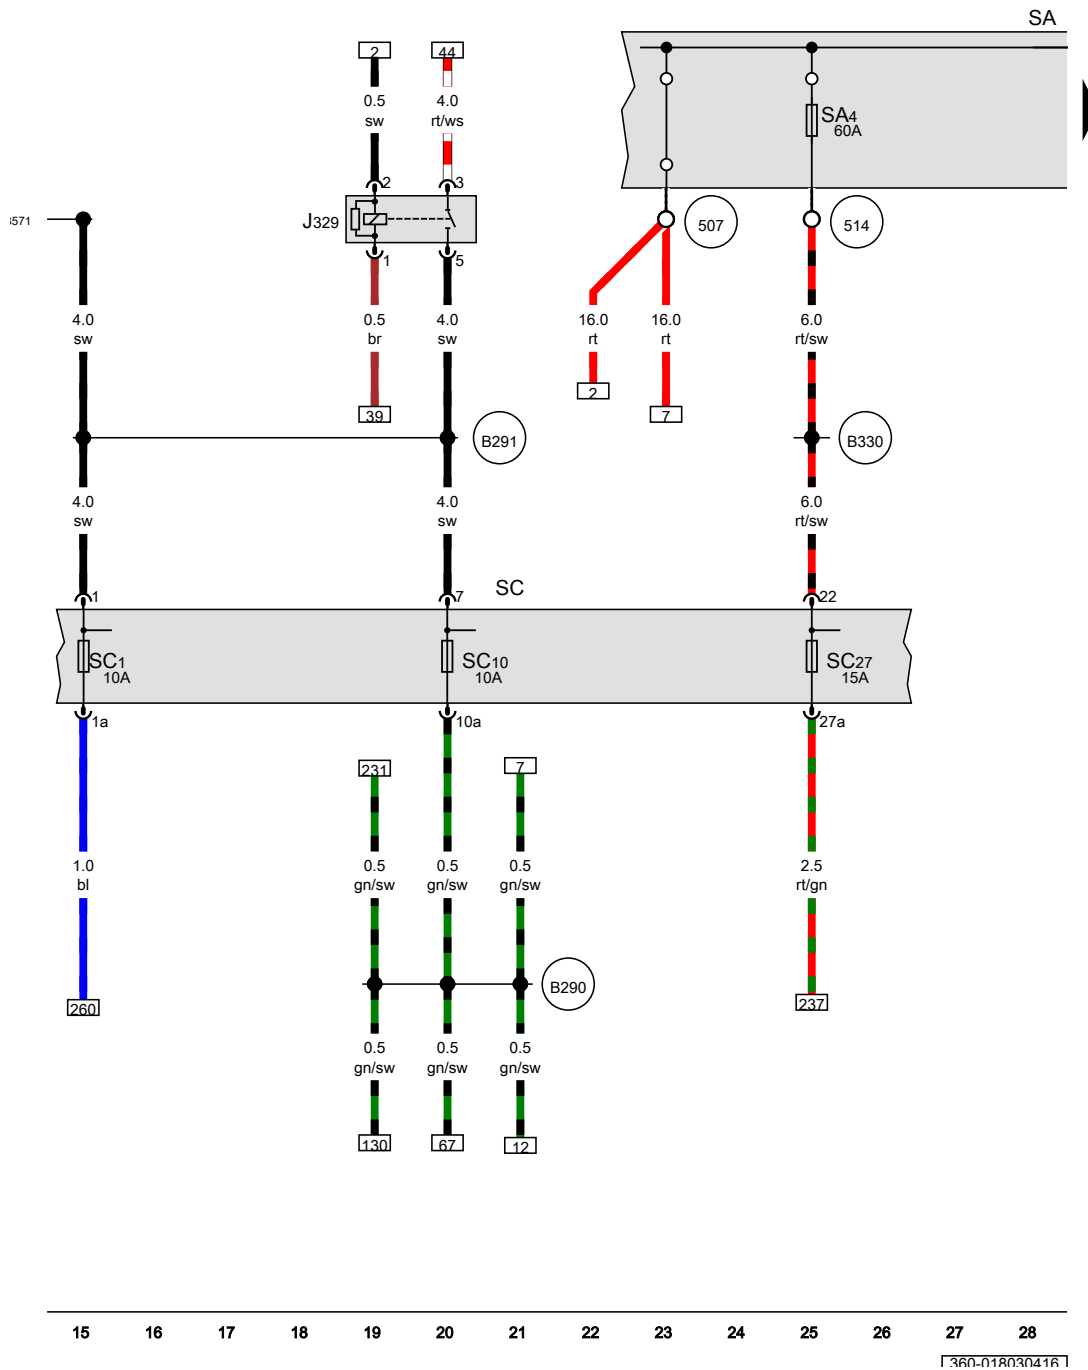 SA
2
44
0.5
sw
4.0
rt/ws
SA4
60A
2
3
J329
507
514
1
5
4.0
sw
0.5
br
4.0
sw
16.0
rt
16.0
rt
6.0
rt/sw
2
39
7
B291
B330
4.0
sw
4.0
sw
6.0
rt/sw
SC
1
7
22
SC1
10A
SC10
10A
SC27
15A
1a
10a
27a
231
7
1.0
bl
0.5
gn/sw
0.5
gn/sw
0.5
gn/sw
2.5
rt/gn
B290
260
237
0.5
gn/sw
0.5
gn/sw
0.5
gn/sw
130
67
12
15 16 17 18 19 20 21 22 23 24 25 26 27 28
360-018030416